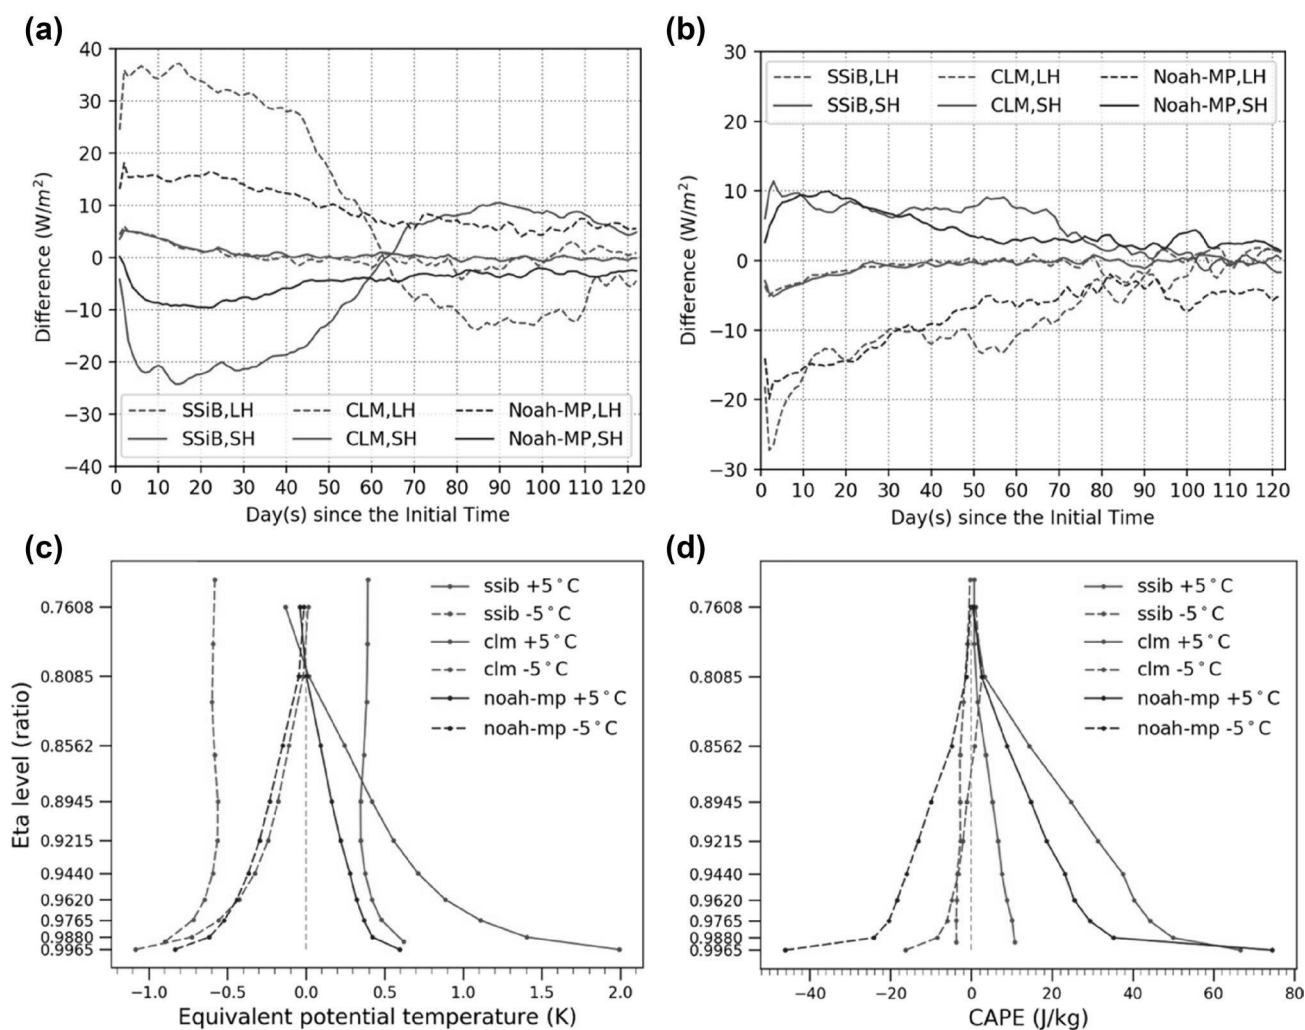 (a)
40
30
20
10
0
−10
−20
−30
−40
Difference (W/m²)
SSiB,LH CLM,LH Noah-MP,LH
SSiB,SH CLM,SH Noah-MP,SH
0 10 20 30 40 50 60 70 80 90 100 110 120
Day(s) since the Initial Time
(b)
30
20
10
0
−10
−20
−30
Difference (W/m²)
SSiB,LH CLM,LH Noah-MP,LH
SSiB,SH CLM,SH Noah-MP,SH
0 10 20 30 40 50 60 70 80 90 100 110 120
Day(s) since the Initial Time
(c)
0.7608
0.8085
0.8562
0.8945
0.9215
0.9440
0.9620
0.9765
0.9880
0.9965
Eta level (ratio)
ssib +5°C
ssib -5°C
clm +5°C
clm -5°C
noah-mp +5°C
noah-mp -5°C
−1.0 −0.5 0.0 0.5 1.0 1.5 2.0
Equivalent potential temperature (K)
(d)
0.7608
0.8085
0.8562
0.8945
0.9215
0.9440
0.9620
0.9765
0.9880
0.9965
ssib +5°C
ssib -5°C
clm +5°C
clm -5°C
noah-mp +5°C
noah-mp -5°C
−40 −20 0 20 40 60 80
CAPE (J/kg)